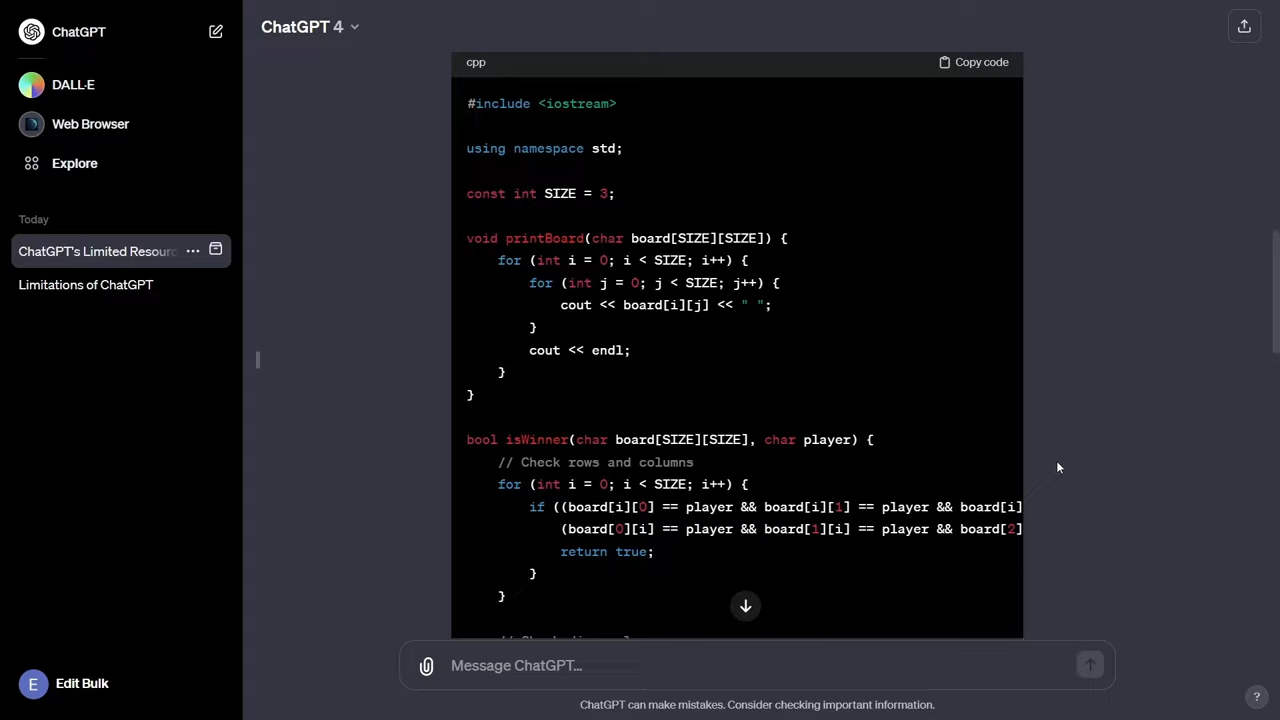 ChatGPT
DALL·E
Web Browser
Explore
Today
ChatGPT's Limited Resourc
Limitations of ChatGPT
Edit Bulk
E
ChatGPT 4
cpp
Copy code
#include <iostream>
using namespace std;
const int SIZE = 3;
void printBoard(char board[SIZE][SIZE]) {
    for (int i = 0; i < SIZE; i++) {
        for (int j = 0; j < SIZE; j++) {
            cout << board[i][j] << " ";
        }
        cout << endl;
    }
}
bool isWinner(char board[SIZE][SIZE], char player) {
    // Check rows and columns
    for (int i = 0; i < SIZE; i++) {
        if ((board[i][0] == player && board[i][1] == player && board[i]
            (board[0][i] == player && board[1][i] == player && board[2]
            return true;
        }
    }
Message ChatGPT...
ChatGPT can make mistakes. Consider checking important information.
?